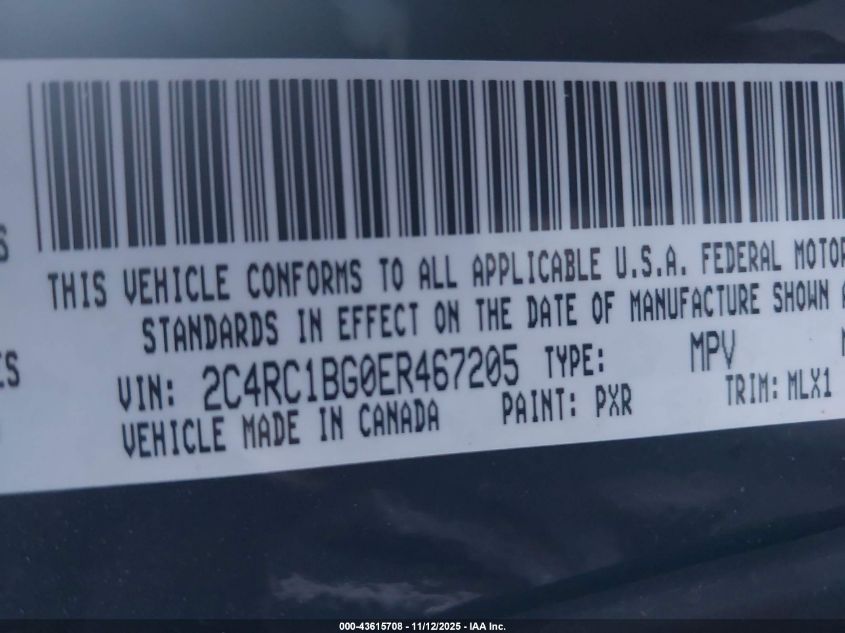 THIS VEHICLE CONFORMS TO ALL APPLICABLE U.S.A. FEDERAL MOTOR
STANDARDS IN EFFECT ON THE DATE OF MANUFACTURE SHOWN
VIN: 2C4RC1BG0ER467205 TYPE: MPV
VEHICLE MADE IN CANADA PAINT: PXR TRIM: MLX1
000-43615708 - 11/12/2025 - IAA Inc.